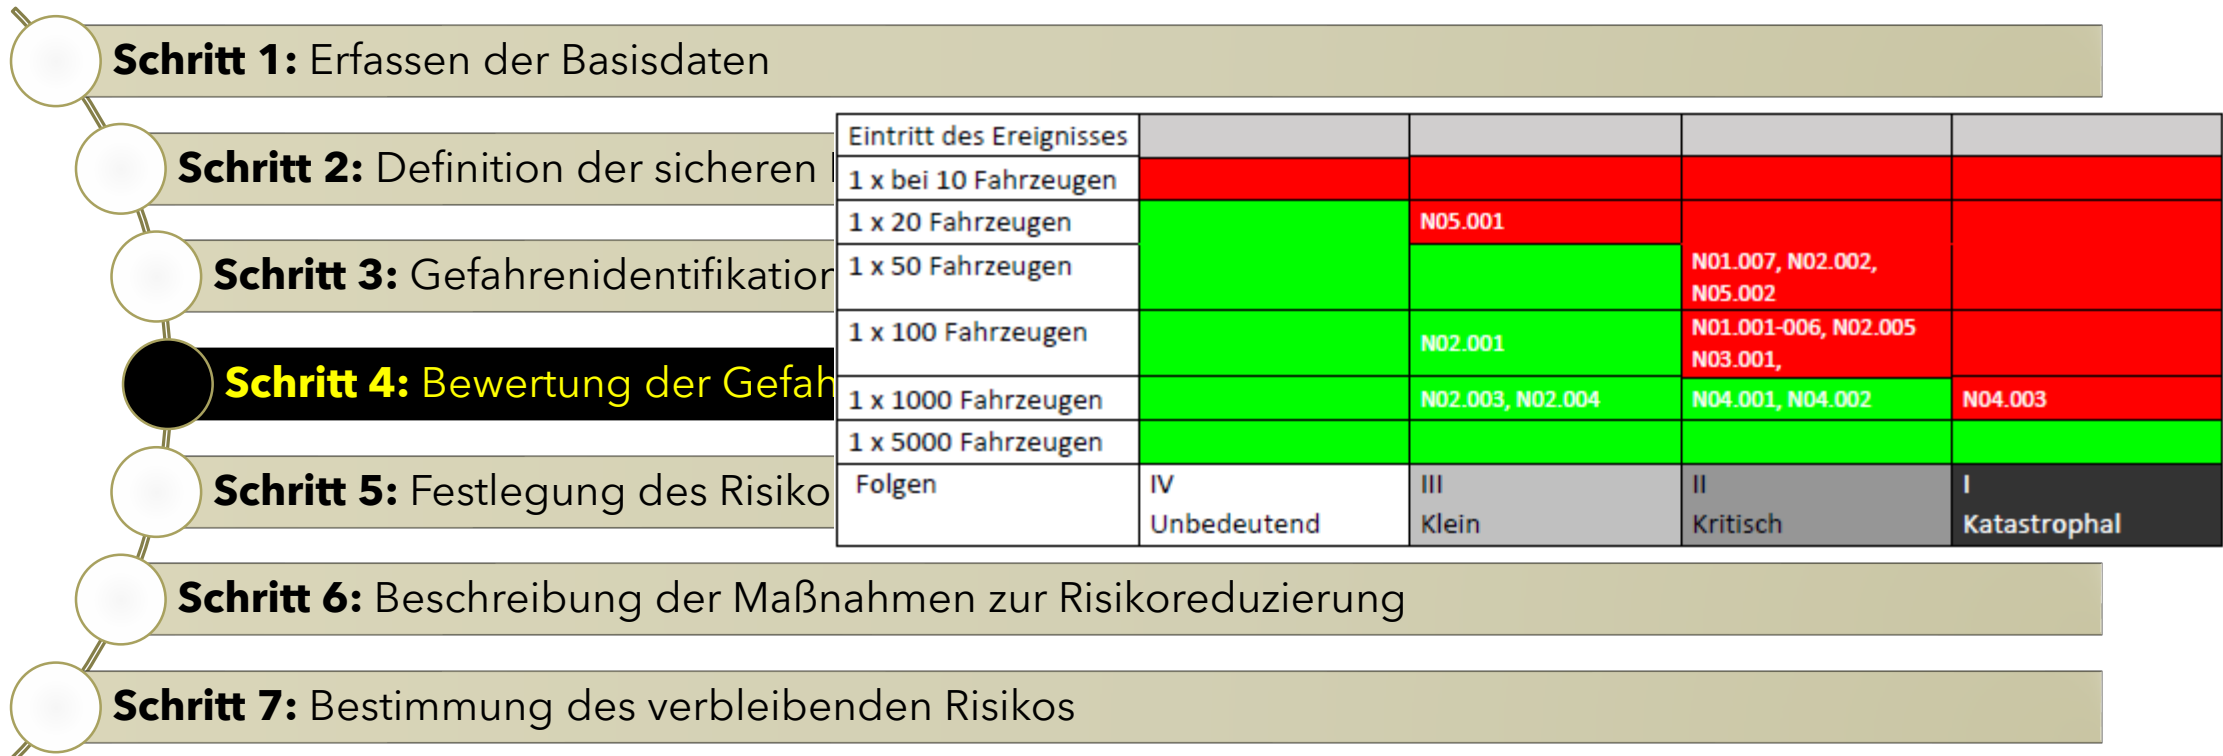 Schritt 1: Erfassen der Basisdaten
Schritt 2: Definition der sicheren
Schritt 3: Gefahrenidentifikation
Schritt 4: Bewertung der Gefah
Schritt 5: Festlegung des Risiko
Schritt 6: Beschreibung der Maßnahmen zur Risikoreduzierung
Schritt 7: Bestimmung des verbleibenden Risikos
Eintritt des Ereignisses
1 x bei 10 Fahrzeugen
1 x 20 Fahrzeugen N05.001
1 x 50 Fahrzeugen N01.007, N02.002,
N05.002
1 x 100 Fahrzeugen N02.001 N01.001-006, N02.005
N03.001,
1 x 1000 Fahrzeugen N02.003, N02.004 N04.001, N04.002 N04.003
1 x 5000 Fahrzeugen
Folgen IV III II I
Unbedeutend Klein Kritisch Katastrophal